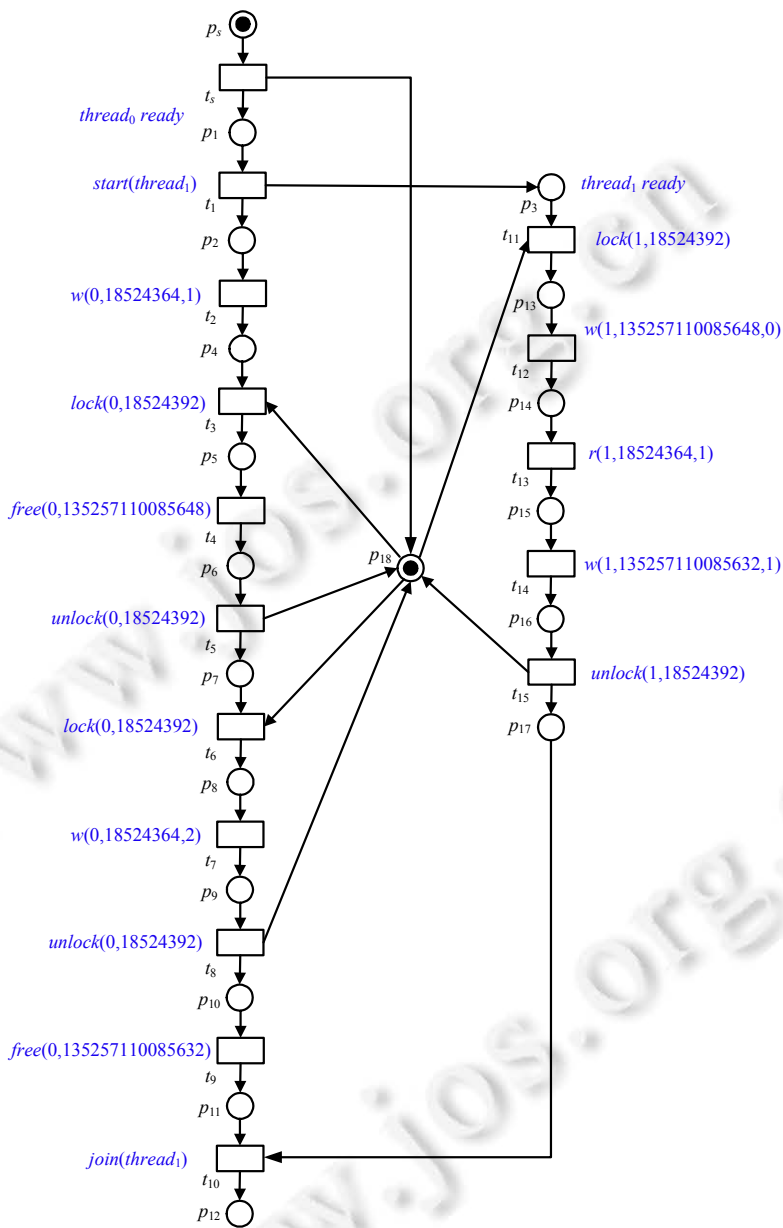 pₛ
tₛ
thread₀ ready
p₁
start(thread₁)
t₁
p₂
w(0,18524364,1)
t₂
p₄
lock(0,18524392)
t₃
p₅
free(0,135257110085648)
t₄
p₆
unlock(0,18524392)
t₅
p₇
lock(0,18524392)
t₆
p₈
w(0,18524364,2)
t₇
p₉
unlock(0,18524392)
t₈
p₁₀
free(0,135257110085632)
t₉
p₁₁
join(thread₁)
t₁₀
p₁₂
p₁₈
thread₁ ready
p₃
t₁₁
lock(1,18524392)
p₁₃
w(1,135257110085648,0)
t₁₂
p₁₄
r(1,18524364,1)
t₁₃
p₁₅
w(1,135257110085632,1)
t₁₄
p₁₆
unlock(1,18524392)
t₁₅
p₁₇
www.jos.org.cn
www.jos.org.